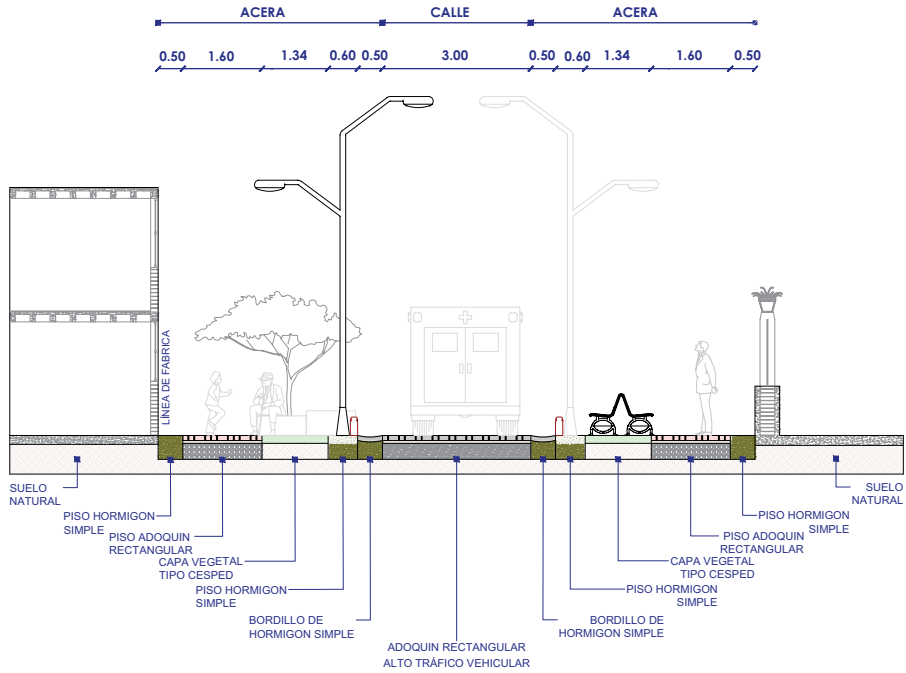 ACERA CALLE ACERA
0.50 1.60 1.34 0.60 0.50 3.00 0.50 0.60 1.34 1.60 0.50
LÍNEA DE FABRICA
SUELO
NATURAL
PISO HORMIGON
SIMPLE
PISO ADOQUIN
RECTANGULAR
CAPA VEGETAL
TIPO CESPED
PISO HORMIGON
SIMPLE
BORDILLO DE
HORMIGON SIMPLE
ADOQUIN RECTANGULAR
ALTO TRÁFICO VEHICULAR
BORDILLO DE
HORMIGON SIMPLE
PISO HORMIGON
SIMPLE
CAPA VEGETAL
TIPO CESPED
PISO ADOQUIN
RECTANGULAR
PISO HORMIGON
SIMPLE
SUELO
NATURAL